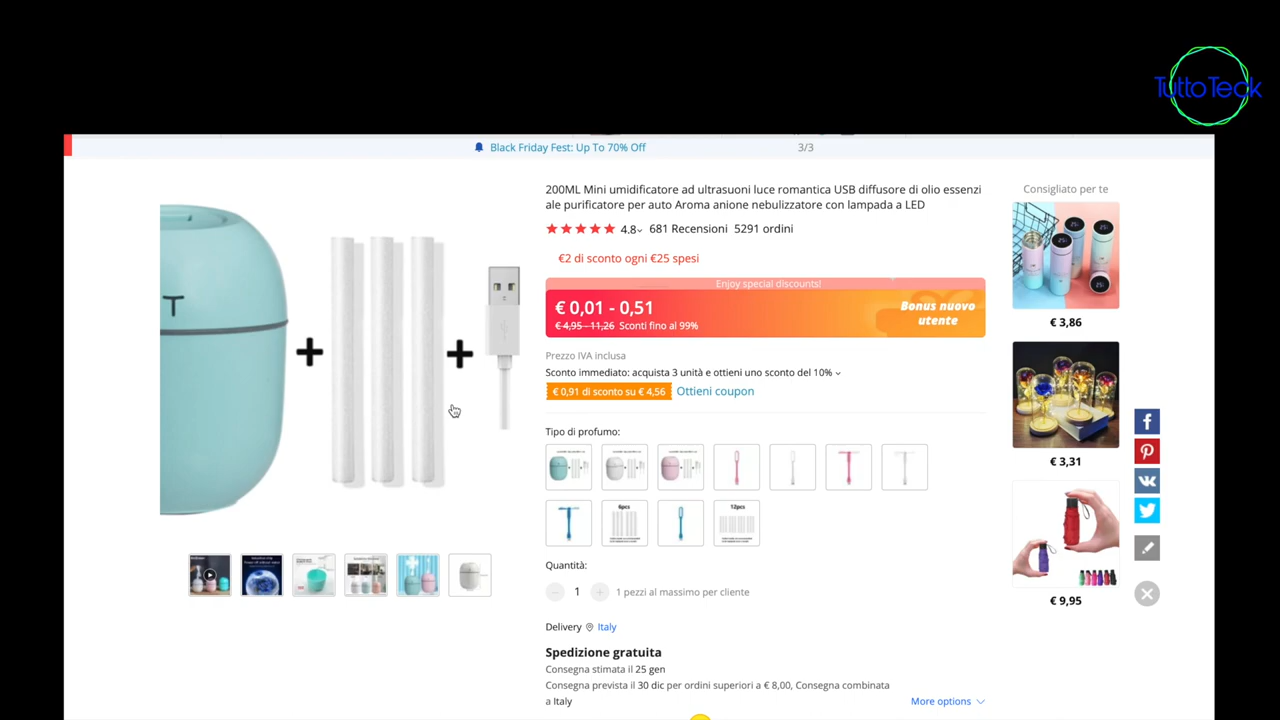 Tutto Teck
Black Friday Fest: Up To 70% Off
3/3
200ML Mini umidificatore ad ultrasuoni luce romantica USB diffusore di olio essenzi
ale purificatore per auto Aroma anione nebulizzatore con lampada a LED
4.8 681 Recensioni 5291 ordini
€2 di sconto ogni €25 spesi
Enjoy special discounts!
€ 0,01 - 0,51
€ 4,95 - 11,26 Sconti fino al 99%
Bonus nuovo
utente
Prezzo IVA inclusa
Sconto immediato: acquista 3 unità e ottieni uno sconto del 10%
€ 0,91 di sconto su € 4,56 Ottieni coupon
Tipo di profumo:
6pcs
12pcs
Quantità:
1
1 pezzi al massimo per cliente
Delivery Italy
Spedizione gratuita
Consegna stimata il 25 gen
Consegna prevista il 30 dic per ordini superiori a € 8,00, Consegna combinata
a Italy
More options
Consigliato per te
€ 3,86
€ 3,31
€ 9,95
T